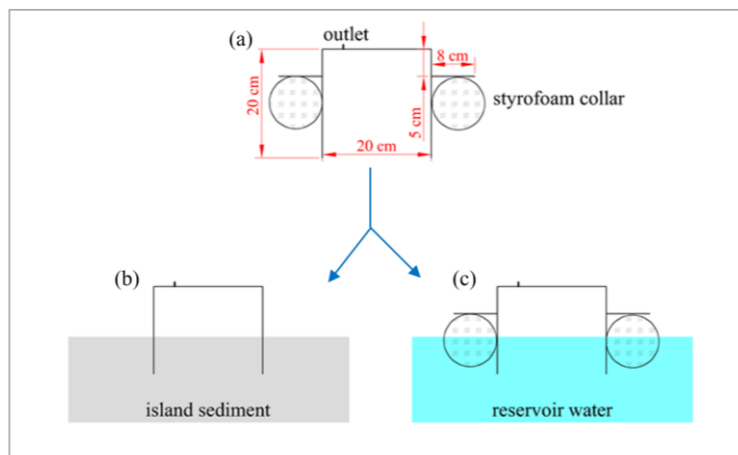 (a)
outlet
8 cm
20 cm
5 cm
styrofoam collar
20 cm
(b)
(c)
island sediment
reservoir water